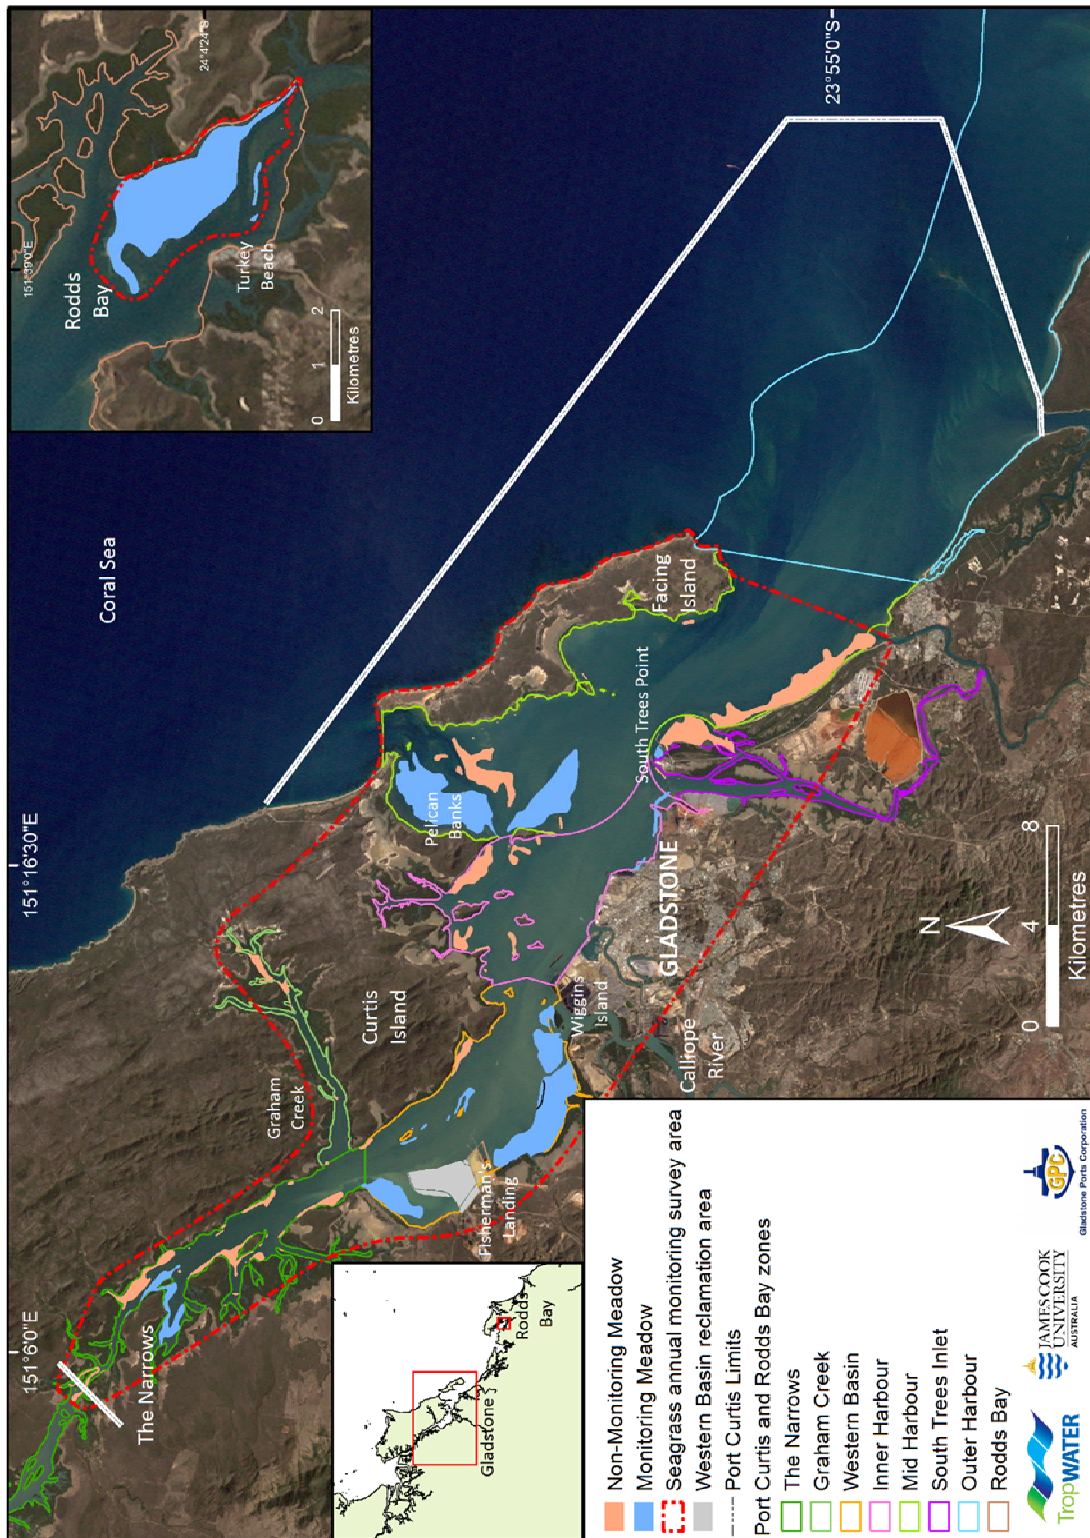 Coral Sea
151°6'0"E
151°16'30"E
23°55'0"S
The Narrows
Graham
Creek
Curtis
Island
Pelican
Banks
Facing
Island
South Trees Point
Fisherman's
Landing
Wiggins
Island
Calliope
River
GLADSTONE
N
0 4 8
Kilometres
151°39'0"E
24°4'24"S
Rodds
Bay
Turkey
Beach
0 1 2
Kilometres
Gladstone
Rodds
Bay
Non-Monitoring Meadow
Monitoring Meadow
Seagrass annual monitoring survey area
Western Basin reclamation area
Port Curtis Limits
Port Curtis and Rodds Bay zones
The Narrows
Graham Creek
Western Basin
Inner Harbour
Mid Harbour
South Trees Inlet
Outer Harbour
Rodds Bay
TropWATER
JAMES COOK
UNIVERSITY
AUSTRALIA
GPC
Gladstone Ports Corporation